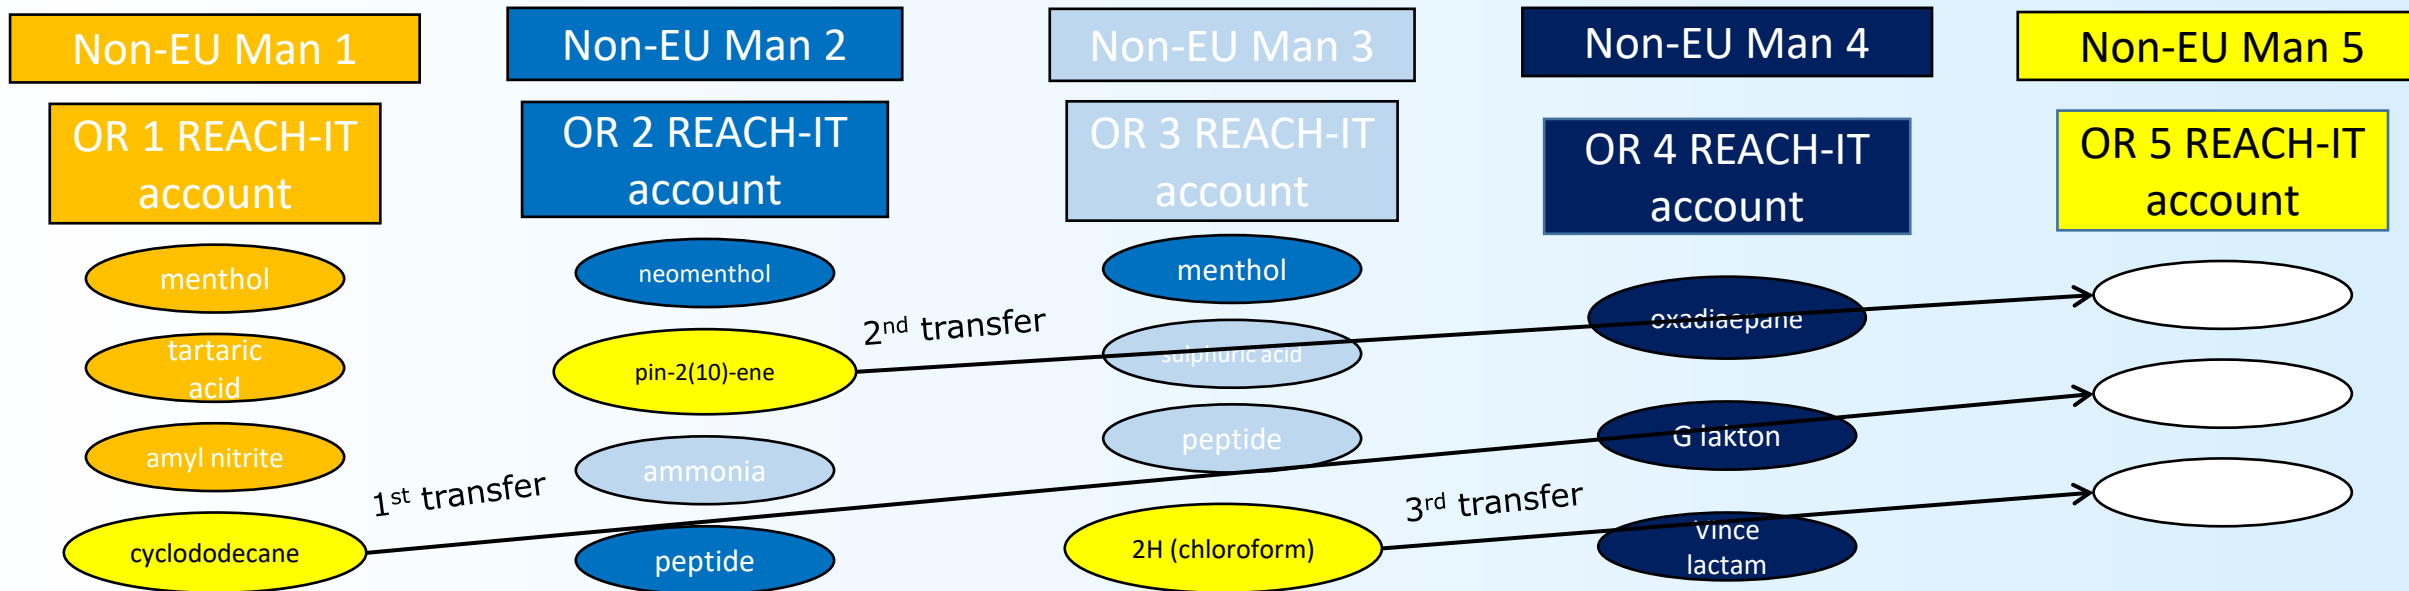 Non-EU Man 1
Non-EU Man 2
Non-EU Man 3
Non-EU Man 4
Non-EU Man 5
OR 1 REACH-IT
account
OR 2 REACH-IT
account
OR 3 REACH-IT
account
OR 4 REACH-IT
account
OR 5 REACH-IT
account
menthol
tartaric
acid
amyl nitrite
cyclododecane
1st transfer
neomenthol
pin-2(10)-ene
ammonia
peptide
2nd transfer
menthol
sulphuric acid
peptide
2H (chloroform)
3rd transfer
oxadiaepane
G lakton
Vince
lactam